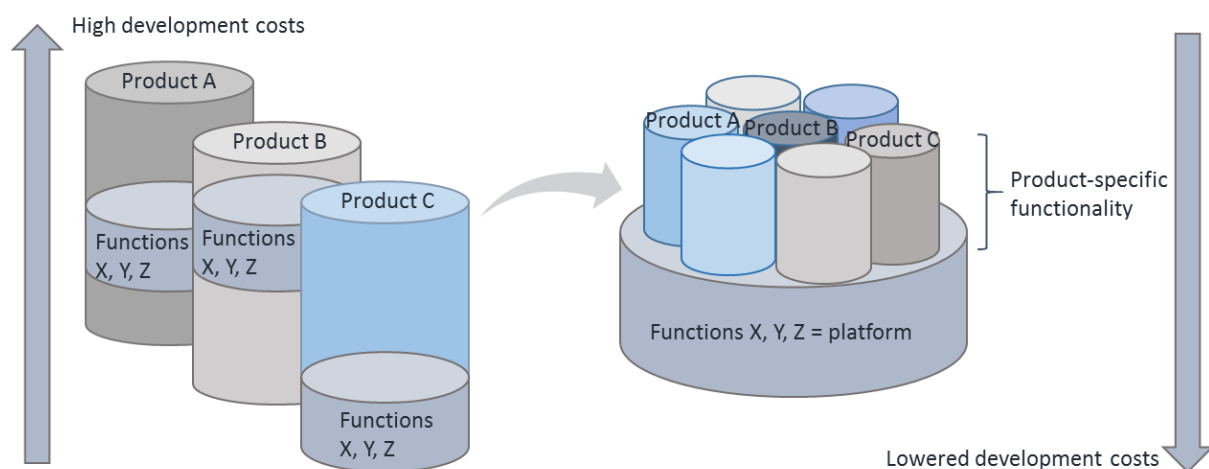 High development costs
Product A
Product B
Product C
Functions
X, Y, Z
Functions
X, Y, Z
Functions
X, Y, Z
Product A
Product B
Product C
Product-specific
functionality
Functions X, Y, Z = platform
Lowered development costs